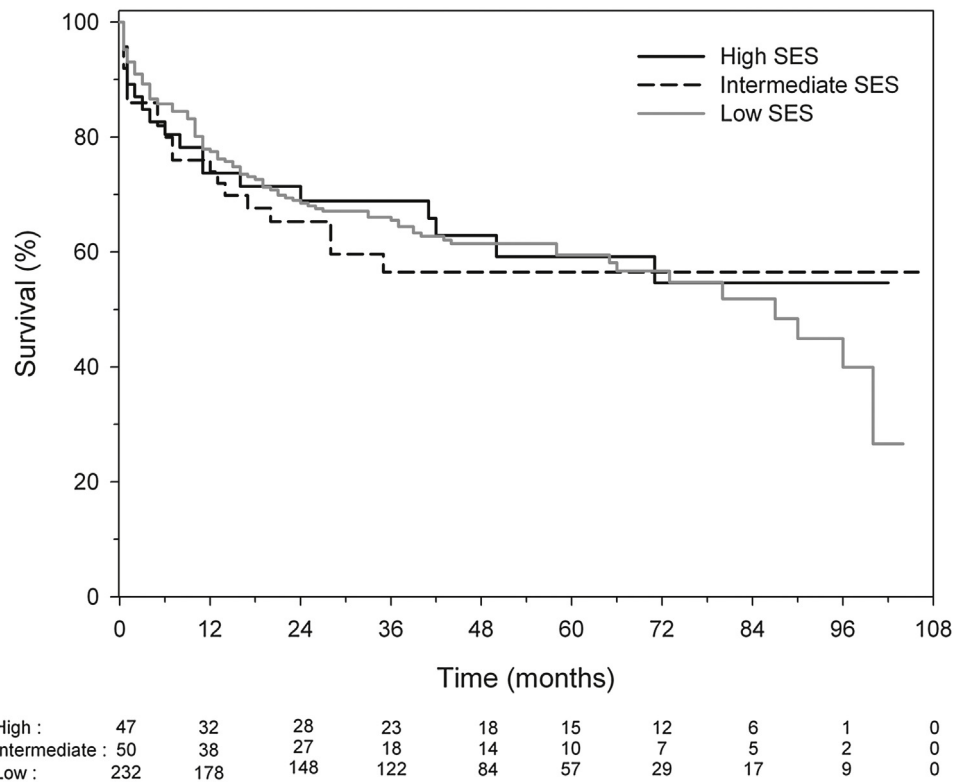 100
80
60
40
20
0
Survival (%)
High SES
Intermediate SES
Low SES
0 12 24 36 48 60 72 84 96 108
Time (months)
High : 47 32 28 23 18 15 12 6 1 0
ntermediate : 50 38 27 18 14 10 7 5 2 0
Low : 232 178 148 122 84 57 29 17 9 0